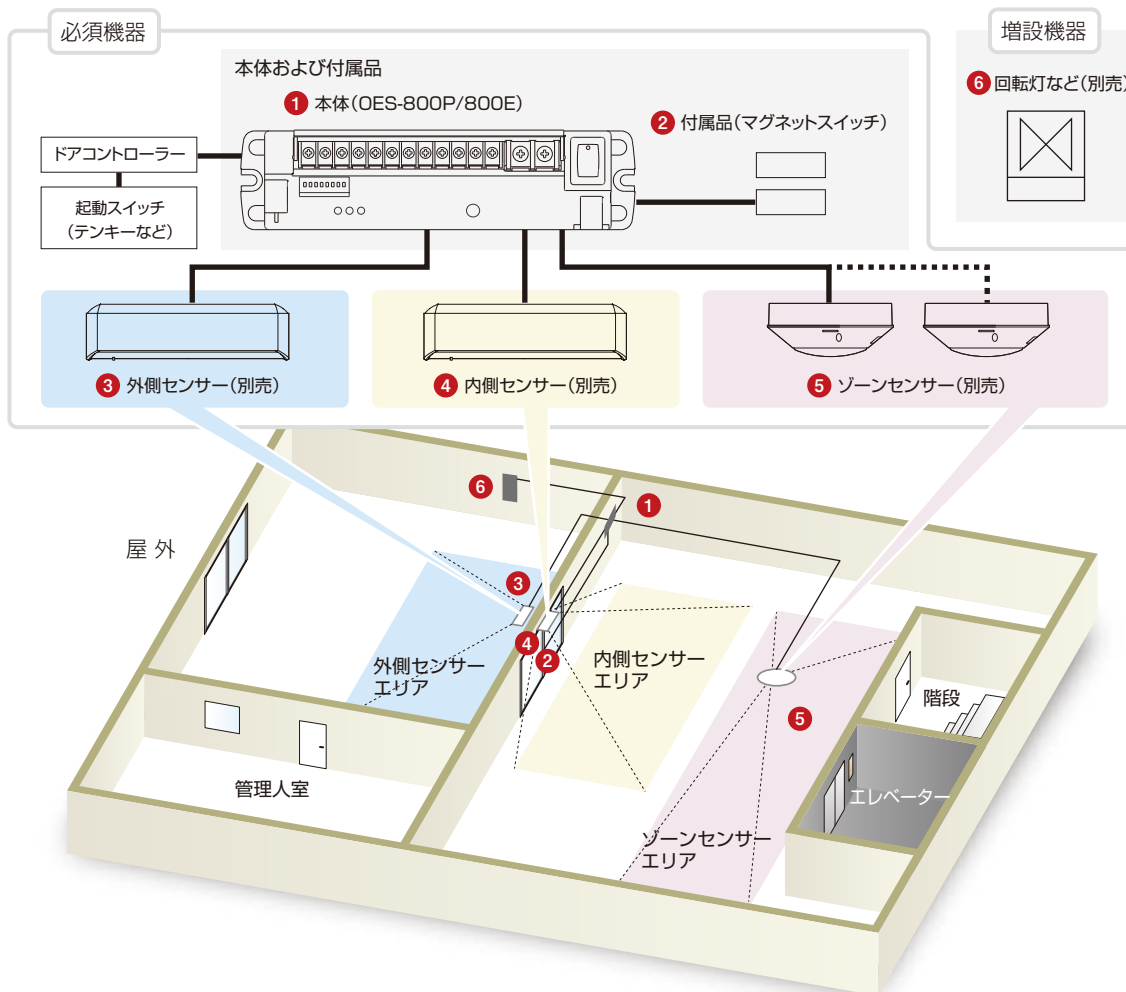 必須機器
増設機器
本体および付属品
1 本体(OES-800P/800E)
2 付属品(マグネットスイッチ)
6 回転灯など(別売)
ドアコントローラー
起動スイッチ
(テンキーなど)
3 外側センサー(別売)
4 内側センサー(別売)
5 ゾーンセンサー(別売)
6
1
屋外
3
4
2
外側センサー
エリア
内側センサー
エリア
5
階段
管理人室
エレベーター
ゾーンセンサー
エリア